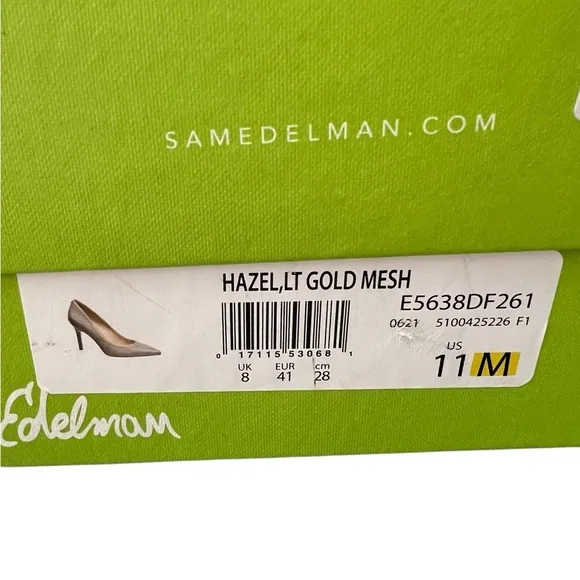 SAMEDELMAN.COM
HAZEL,LT GOLD MESH
E5638DF261
0621 5100425226 F1
0 17115 53068 1
UK EUR cm
8 41 28
US
11 M
Edelman